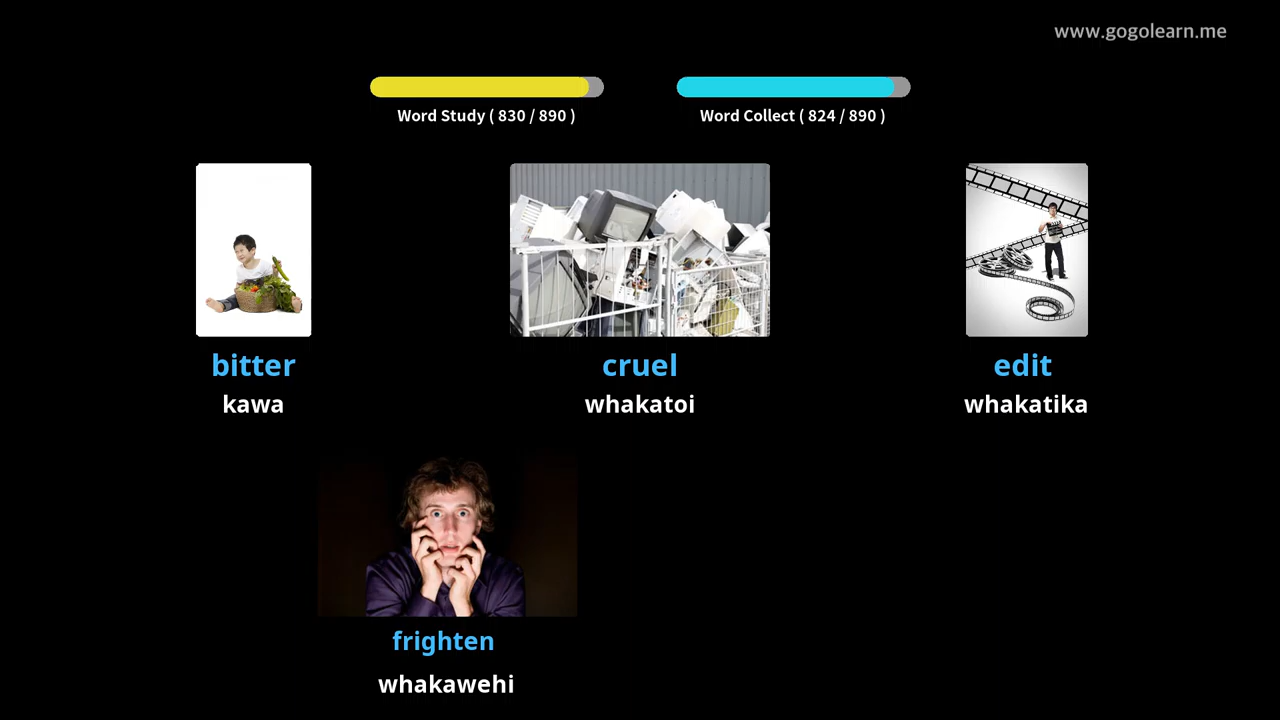 www.gogolearn.me
Word Study ( 830 / 890 )
Word Collect ( 824 / 890 )
bitter
kawa
cruel
whakatoi
edit
whakatika
frighten
whakawehi